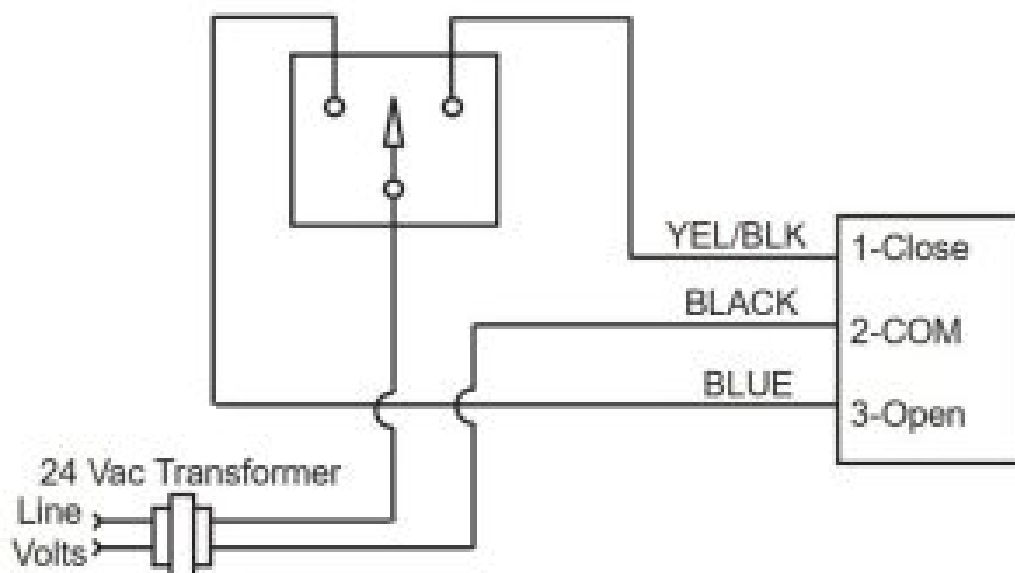 YEL/BLK
1-Close
BLACK
2-COM
BLUE
3-Open
24 Vac Transformer
Line
Volts